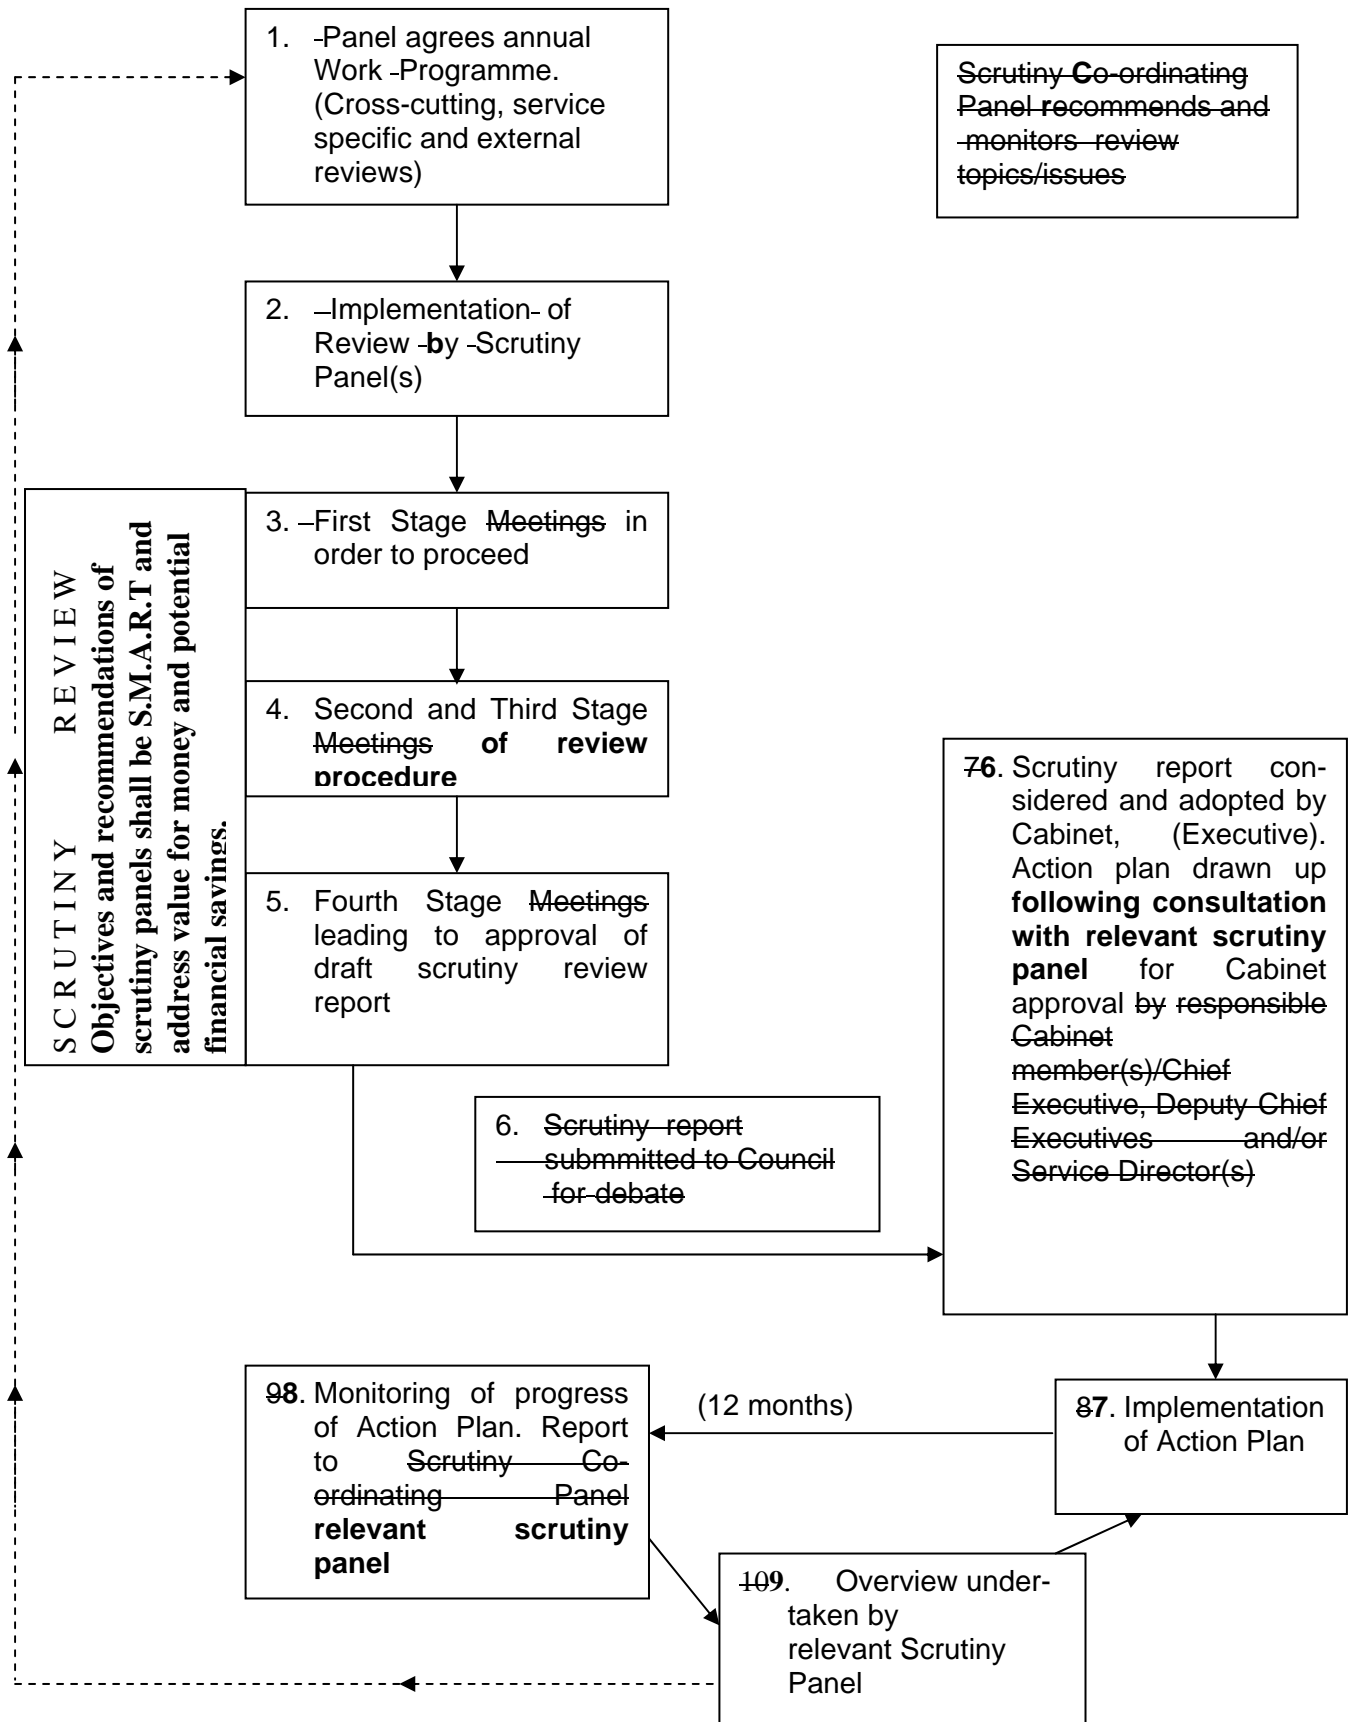 1. -Panel agrees annual
Work -Programme.
(Cross-cutting, service
specific and external
reviews)
Scrutiny Co-ordinating
Panel recommends and
monitors review
topics/issues
2. –Implementation- of
Review -by -Scrutiny
Panel(s)
SCRUTINY REVIEW
Objectives and recommendations of
scrutiny panels shall be S.M.A.R.T and
address value for money and potential
financial savings.
3. –First Stage Meetings in
order to proceed
4. Second and Third Stage
Meetings of review
procedure
5. Fourth Stage Meetings
leading to approval of
draft scrutiny review
report
6. Scrutiny report
submmitted to Council
for debate
76. Scrutiny report con-
sidered and adopted by
Cabinet, (Executive).
Action plan drawn up
following consultation
with relevant scrutiny
panel for Cabinet
approval by responsible
Cabinet
member(s)/Chief
Executive, Deputy Chief
Executives and/or
Service Director(s)
87. Implementation
of Action Plan
(12 months)
98. Monitoring of progress
of Action Plan. Report
to Scrutiny Co-
ordinating Panel
relevant scrutiny
panel
109. Overview under-
taken by
relevant Scrutiny
Panel